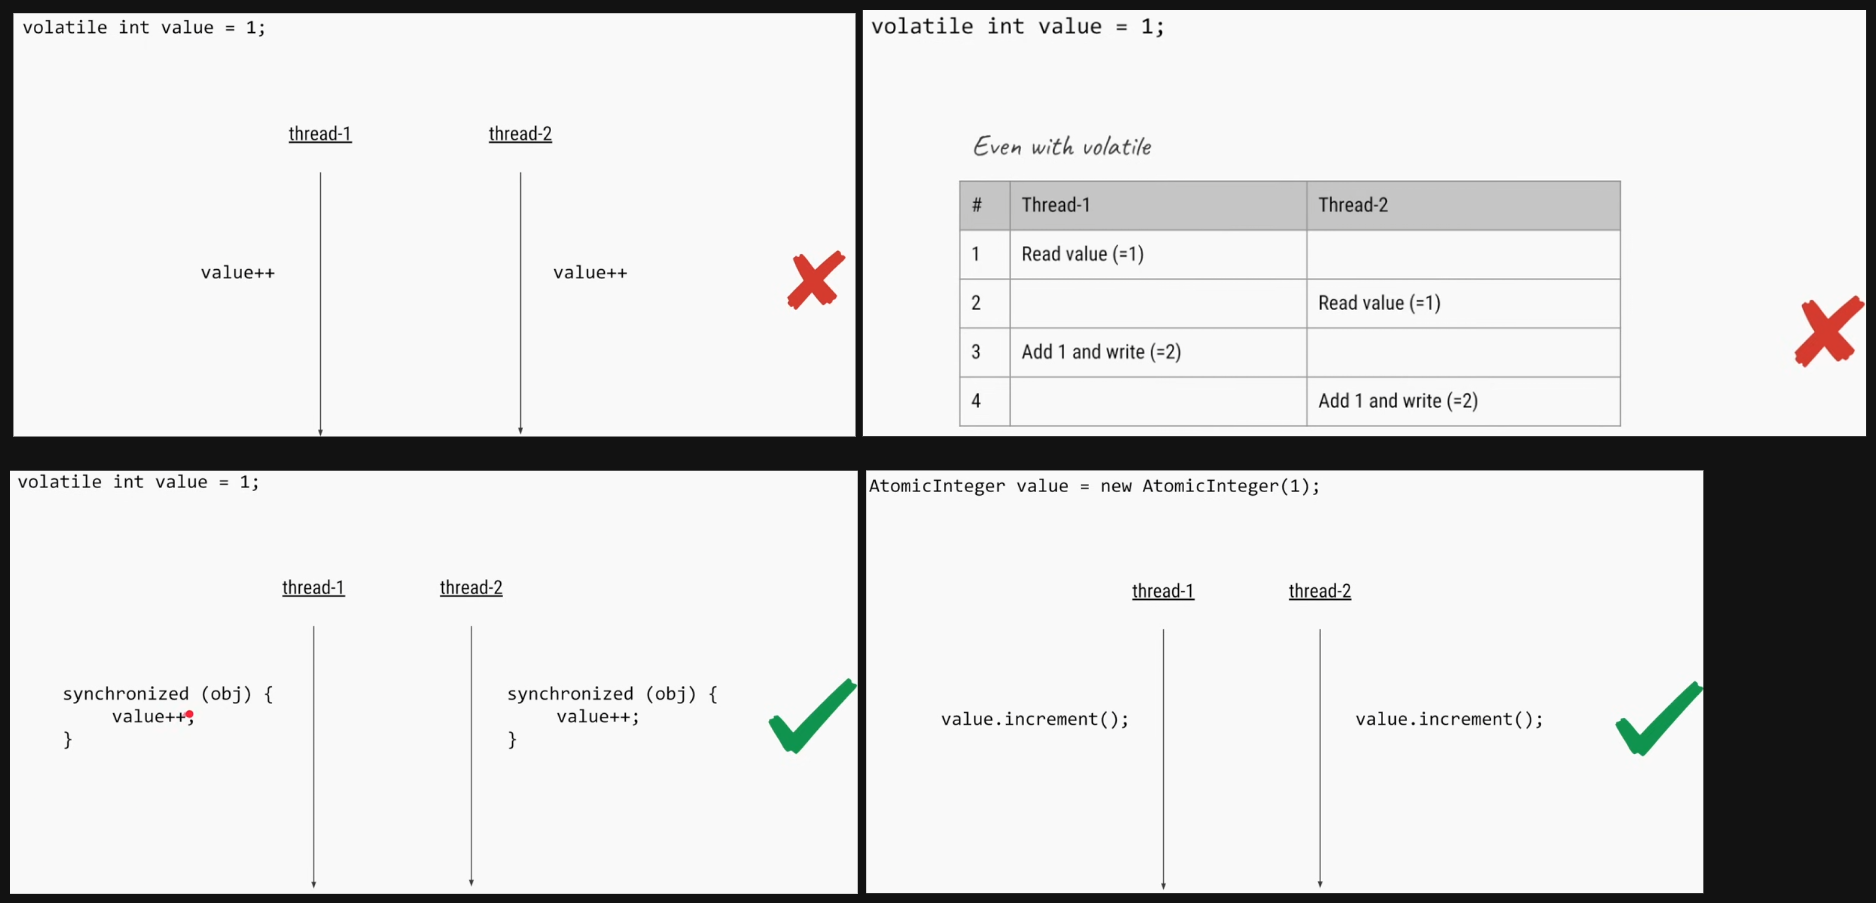 volatile int value = 1;
thread-1 thread-2
value++ value++
volatile int value = 1;
Even with volatile
# Thread-1 Thread-2
1 Read value (=1)
2 Read value (=1)
3 Add 1 and write (=2)
4 Add 1 and write (=2)
volatile int value = 1;
thread-1 thread-2
synchronized (obj) { synchronized (obj) {
value++; value++;
} }
AtomicInteger value = new AtomicInteger(1);
thread-1 thread-2
value.increment(); value.increment();